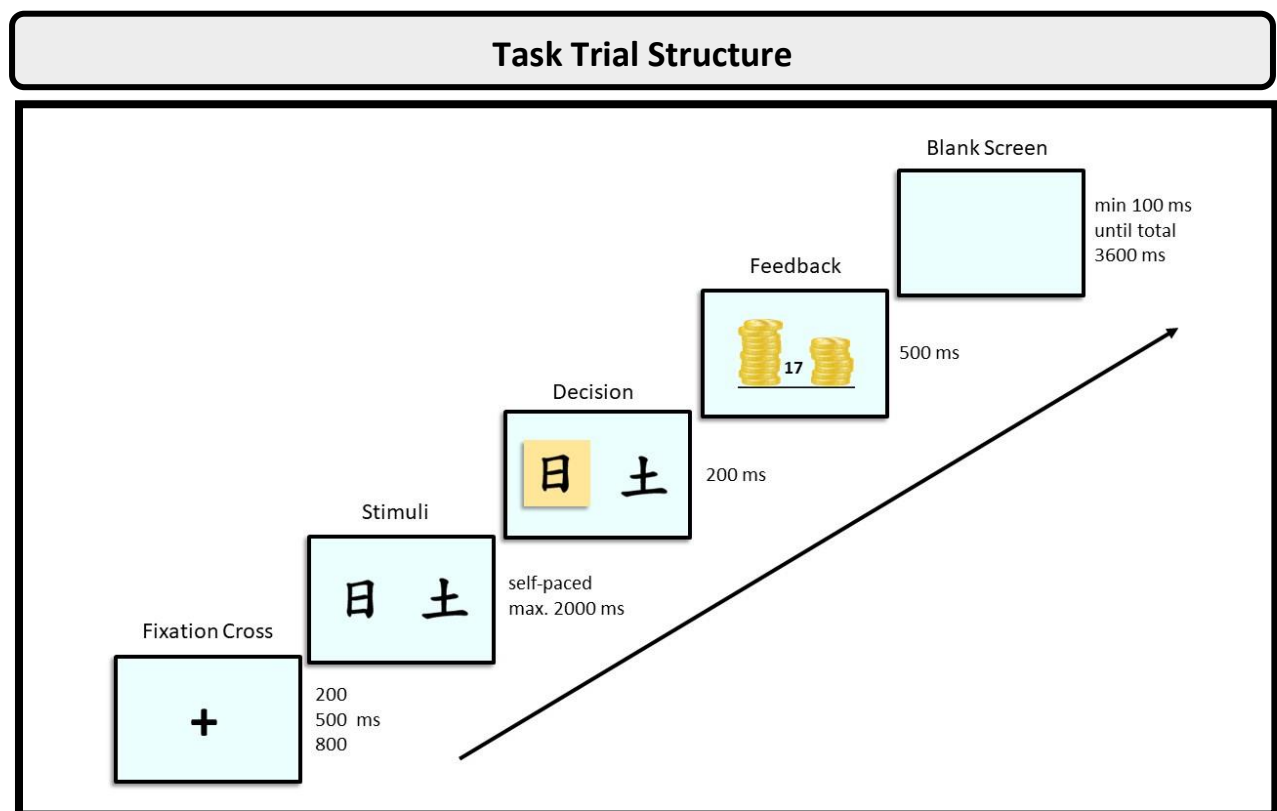 Task Trial Structure
Blank Screen
min 100 ms
until total
3600 ms
Feedback
17
500 ms
Decision
日 土
200 ms
Stimuli
日 土
self-paced
max. 2000 ms
Fixation Cross
+
200
500 ms
800